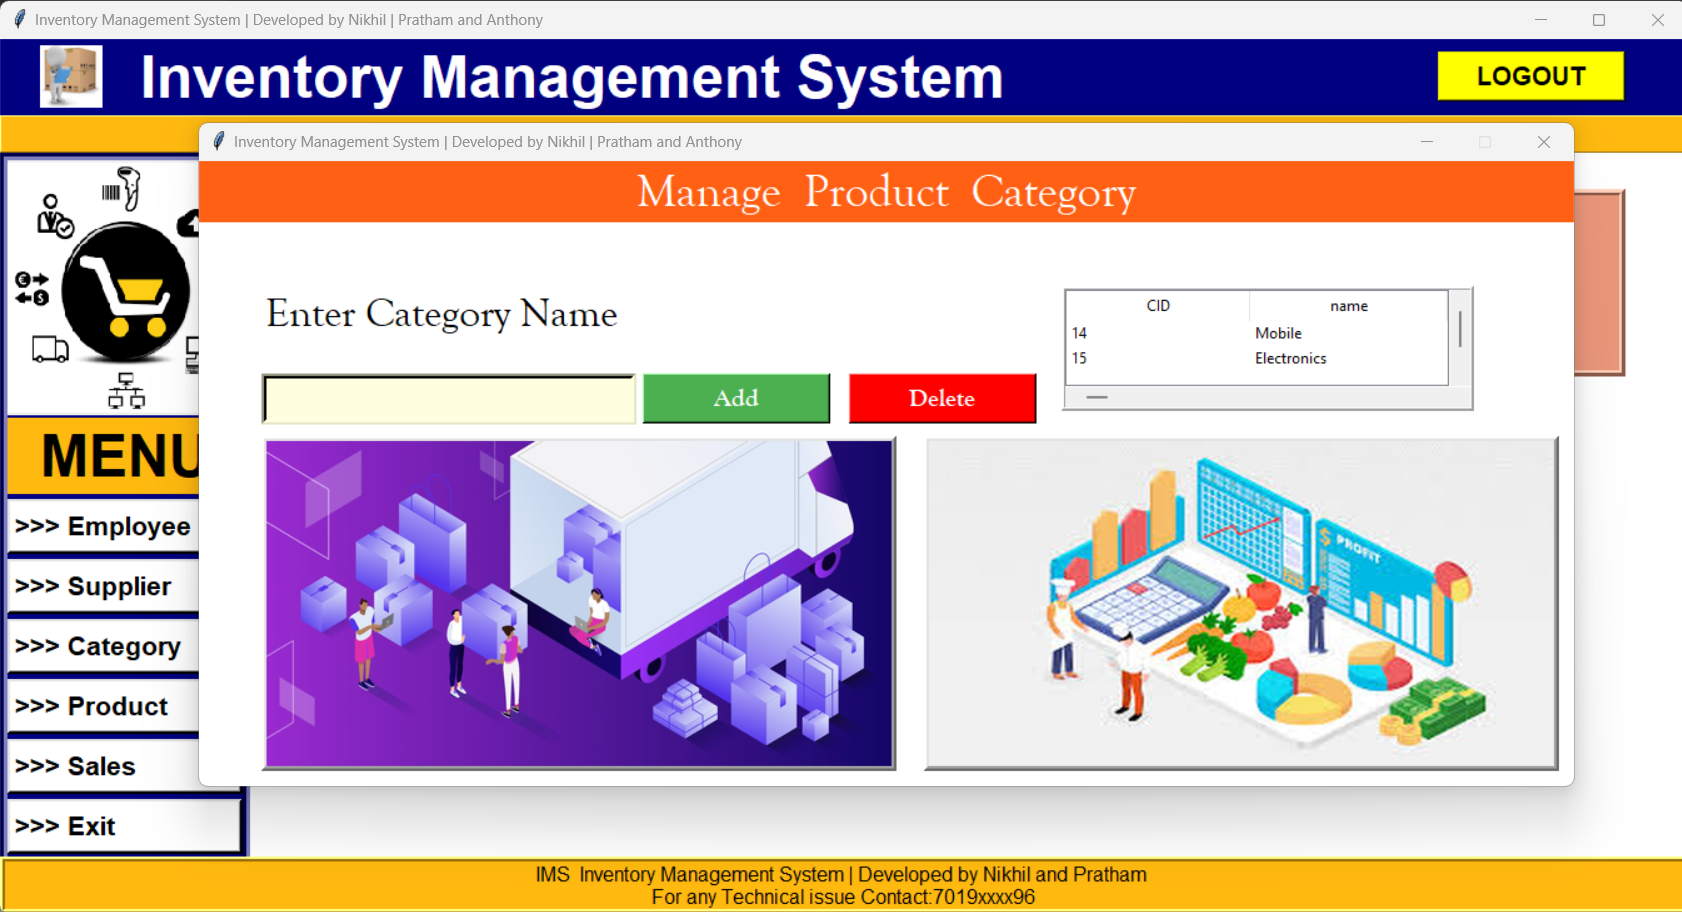 Inventory Management System | Developed by Nikhil | Pratham and Anthony
Inventory Management System
LOGOUT
Inventory Management System | Developed by Nikhil | Pratham and Anthony
Manage Product Category
Enter Category Name
CID name
14 Mobile
15 Electronics
Add
Delete
$ PROFIT
MENU
>>> Employee
>>> Supplier
>>> Category
>>> Product
>>> Sales
>>> Exit
IMS Inventory Management System | Developed by Nikhil and Pratham
For any Technical issue Contact:7019xxxx96